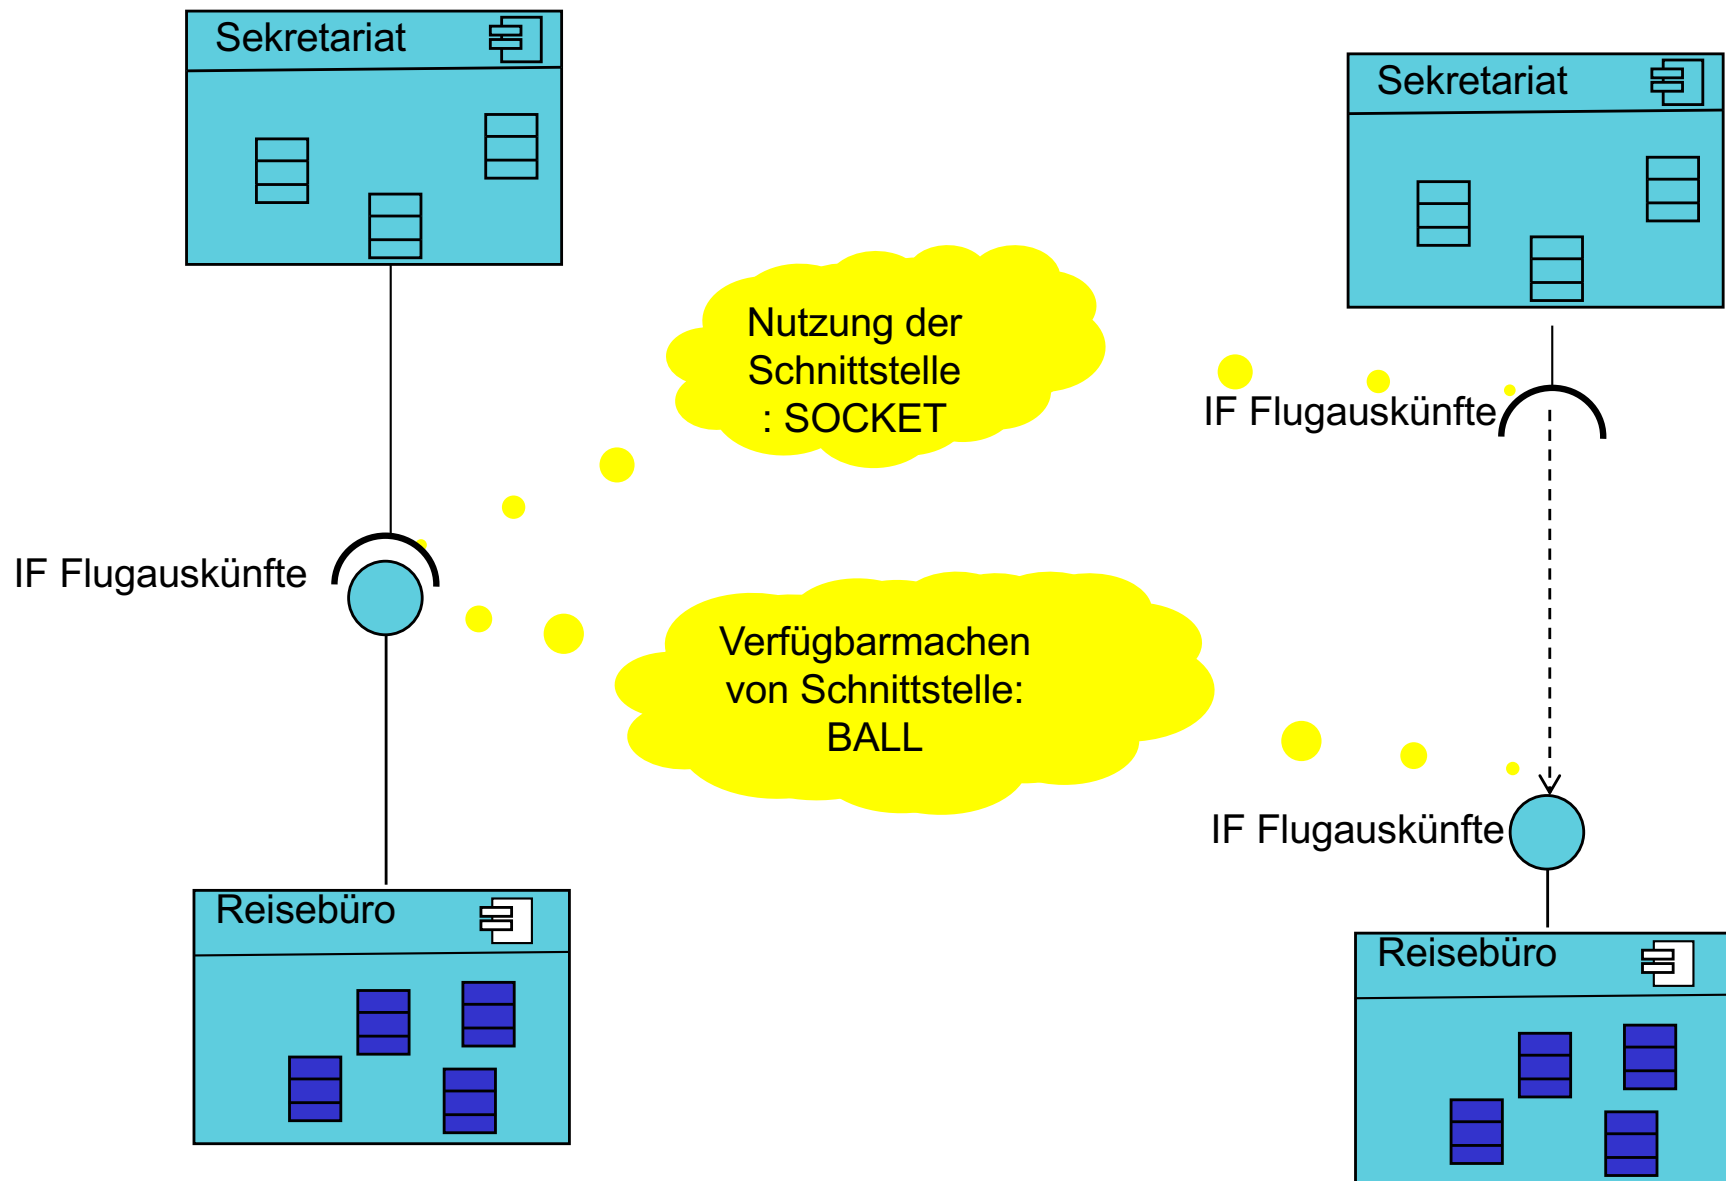 Sekretariat
Sekretariat
Nutzung der
Schnittstelle
: SOCKET
IF Flugauskünfte
IF Flugauskünfte
Verfügbarmachen
von Schnittstelle:
BALL
IF Flugauskünfte
Reisebüro
Reisebüro